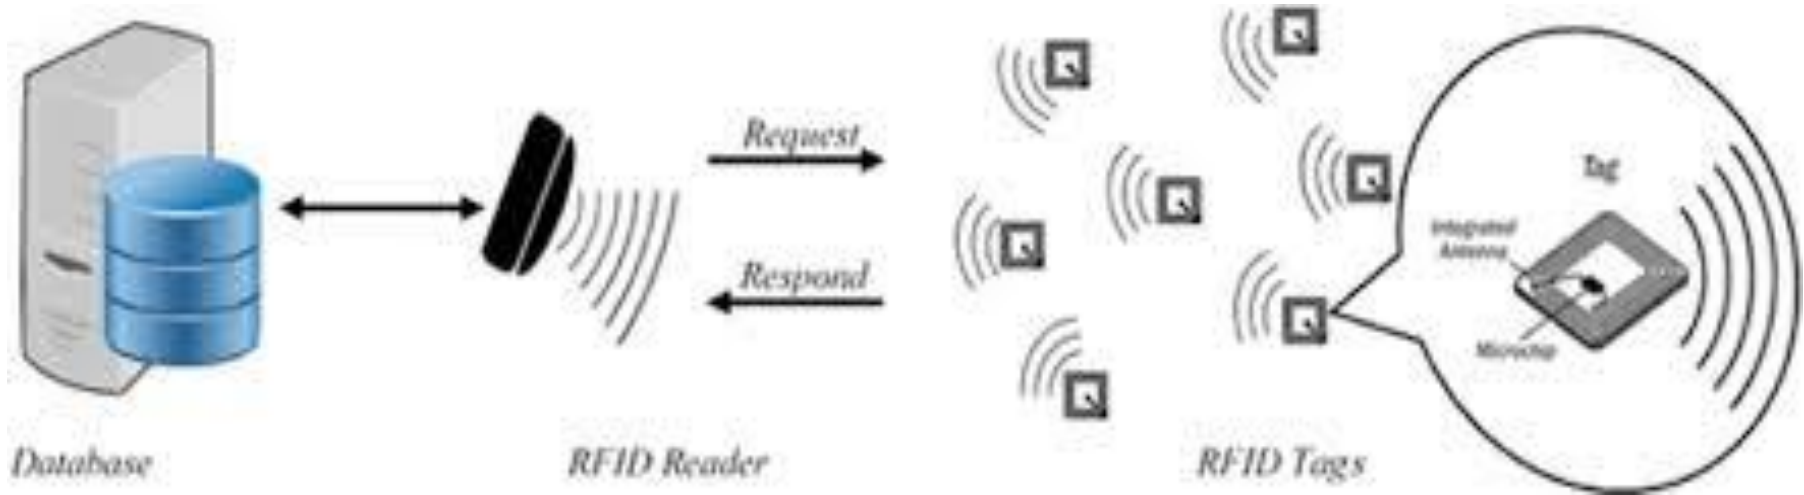 Request
Respond
Tag
Integrated
Antenna
Microchip
Database
RFID Reader
RFID Tags